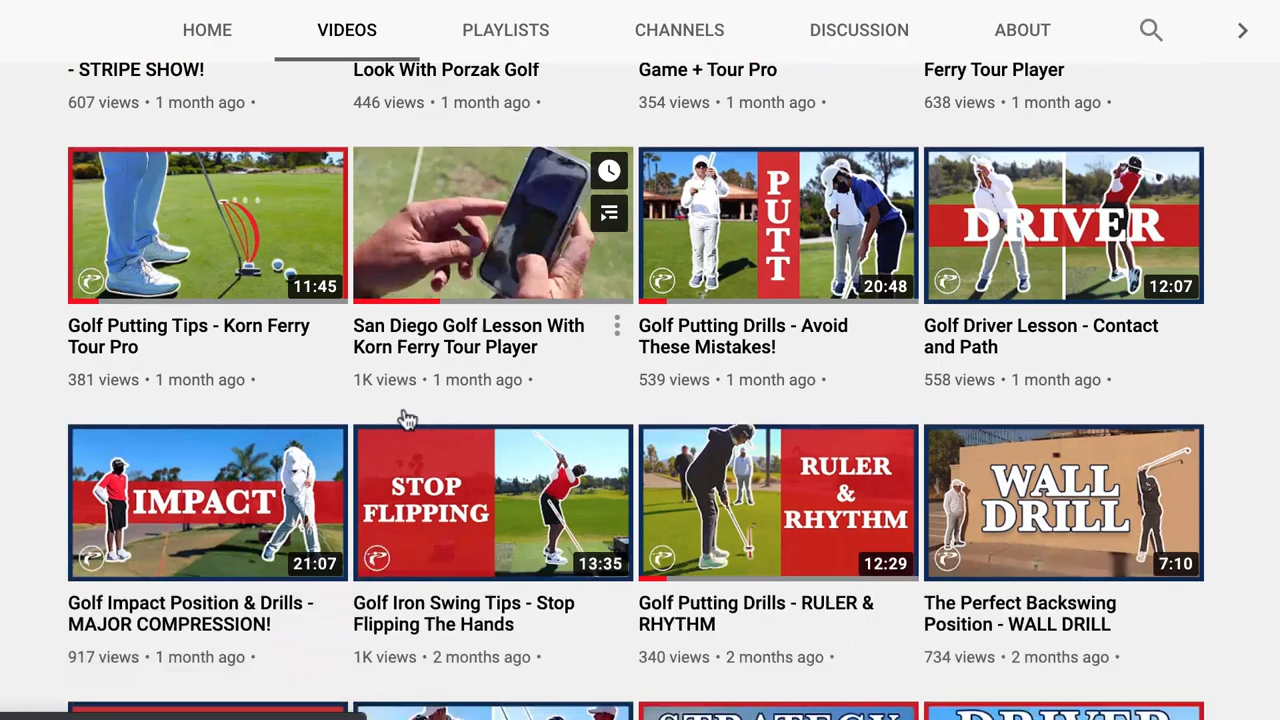 HOME VIDEOS PLAYLISTS CHANNELS DISCUSSION ABOUT
- STRIPE SHOW!
607 views • 1 month ago •
Look With Porzak Golf
446 views • 1 month ago •
Game + Tour Pro
354 views • 1 month ago •
Ferry Tour Player
638 views • 1 month ago •
11:45
Golf Putting Tips - Korn Ferry
Tour Pro
381 views • 1 month ago •
San Diego Golf Lesson With
Korn Ferry Tour Player
1K views • 1 month ago •
PUTT
20:48
Golf Putting Drills - Avoid
These Mistakes!
539 views • 1 month ago •
DRIVER
12:07
Golf Driver Lesson - Contact
and Path
558 views • 1 month ago •
IMPACT
21:07
Golf Impact Position & Drills -
MAJOR COMPRESSION!
917 views • 1 month ago •
STOP
FLIPPING
13:35
Golf Iron Swing Tips - Stop
Flipping The Hands
1K views • 2 months ago •
RULER
&
RHYTHM
12:29
Golf Putting Drills - RULER &
RHYTHM
340 views • 2 months ago •
WALL
DRILL
7:10
The Perfect Backswing
Position - WALL DRILL
734 views • 2 months ago •
STRATEGY
DRIVER